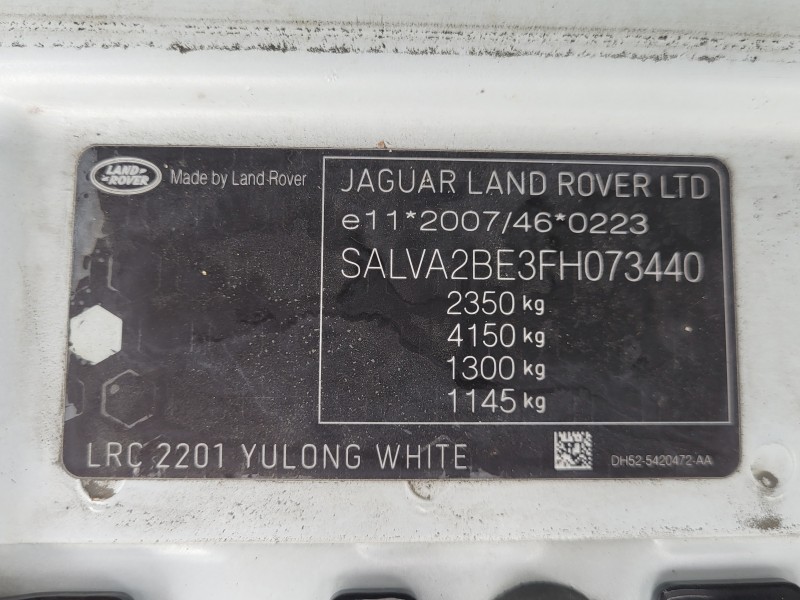 LAND ROVER
Made by Land Rover
JAGUAR LAND ROVER LTD
e11*2007/46*0223
SALVA2BE3FH073440
2350 kg
4150 kg
1300 kg
1145 kg
LRC 2201 YULONG WHITE
DH52-5420472-AA